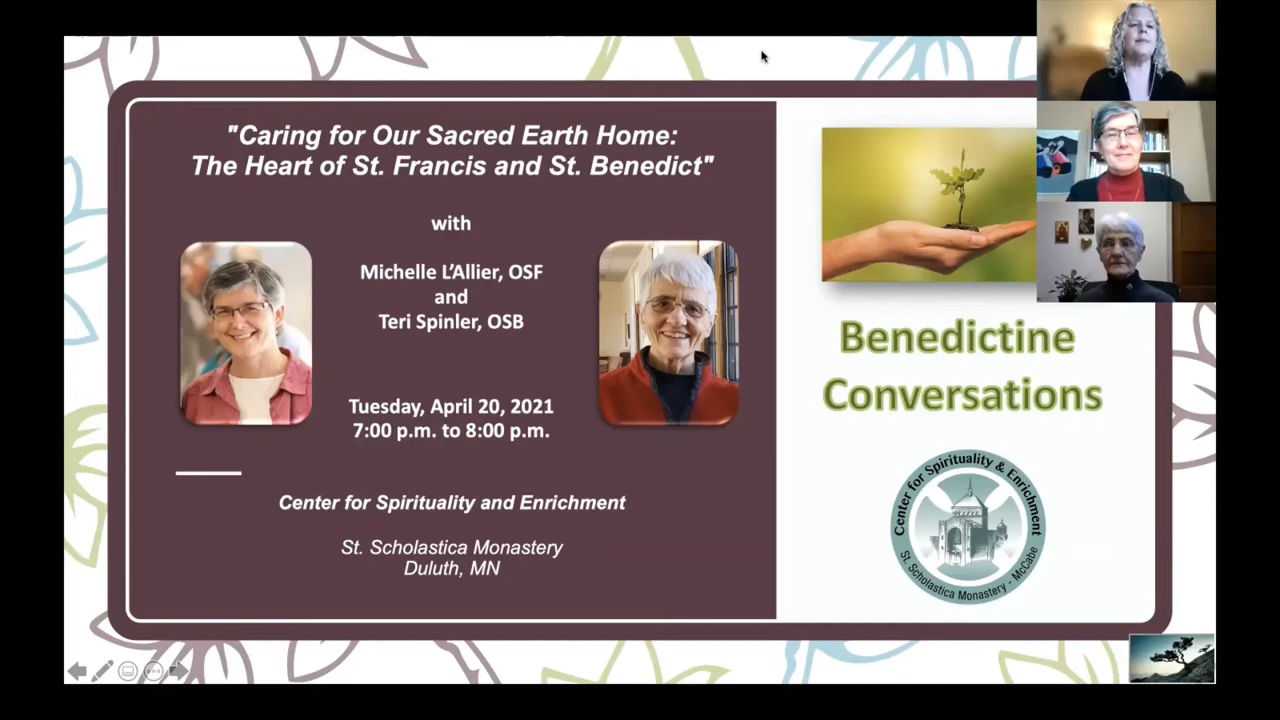 "Caring for Our Sacred Earth Home:
The Heart of St. Francis and St. Benedict"
with
Michelle L'Allier, OSF
and
Teri Spinler, OSB
Tuesday, April 20, 2021
7:00 p.m. to 8:00 p.m.
Center for Spirituality and Enrichment
St. Scholastica Monastery
Duluth, MN
Benedictine
Conversations
Center for Spirituality & Enrichment
St. Scholastica Monastery - McCabe